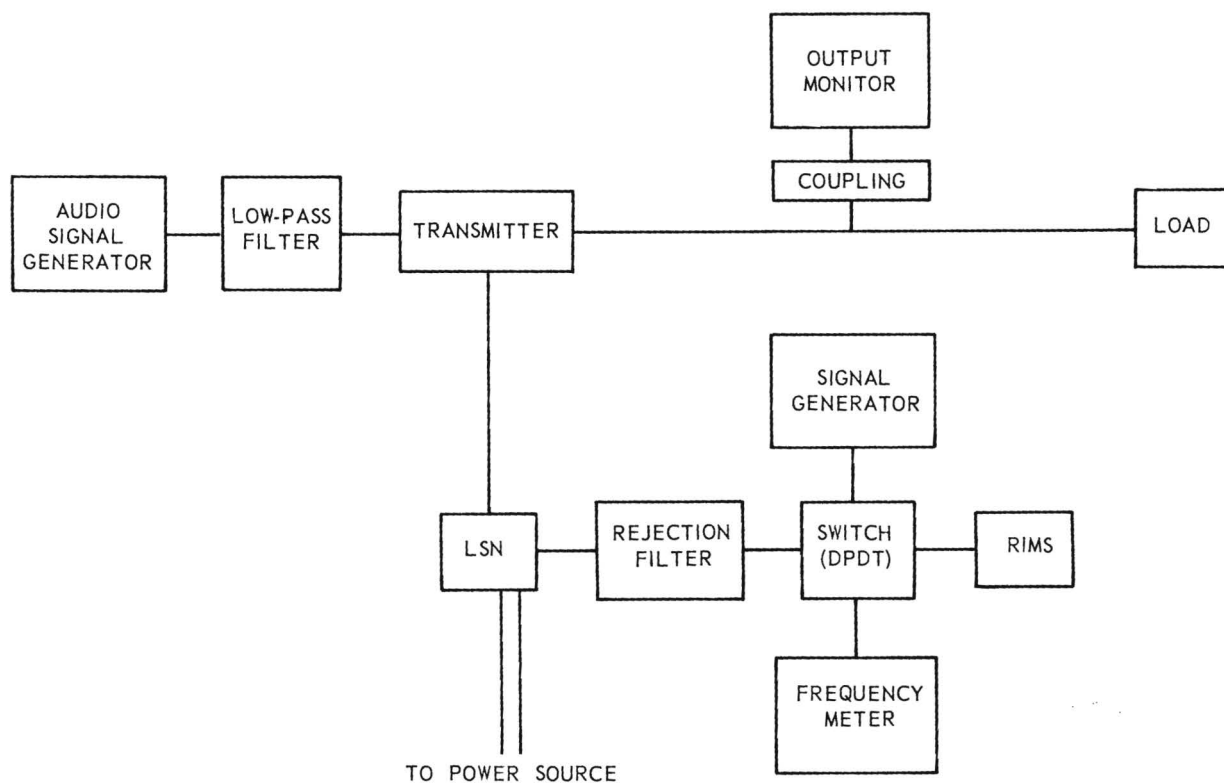 OUTPUT
MONITOR
COUPLING
AUDIO
SIGNAL
GENERATOR
LOW-PASS
FILTER
TRANSMITTER
LOAD
SIGNAL
GENERATOR
LSN
REJECTION
FILTER
SWITCH
(DPDT)
RIMS
FREQUENCY
METER
TO POWER SOURCE